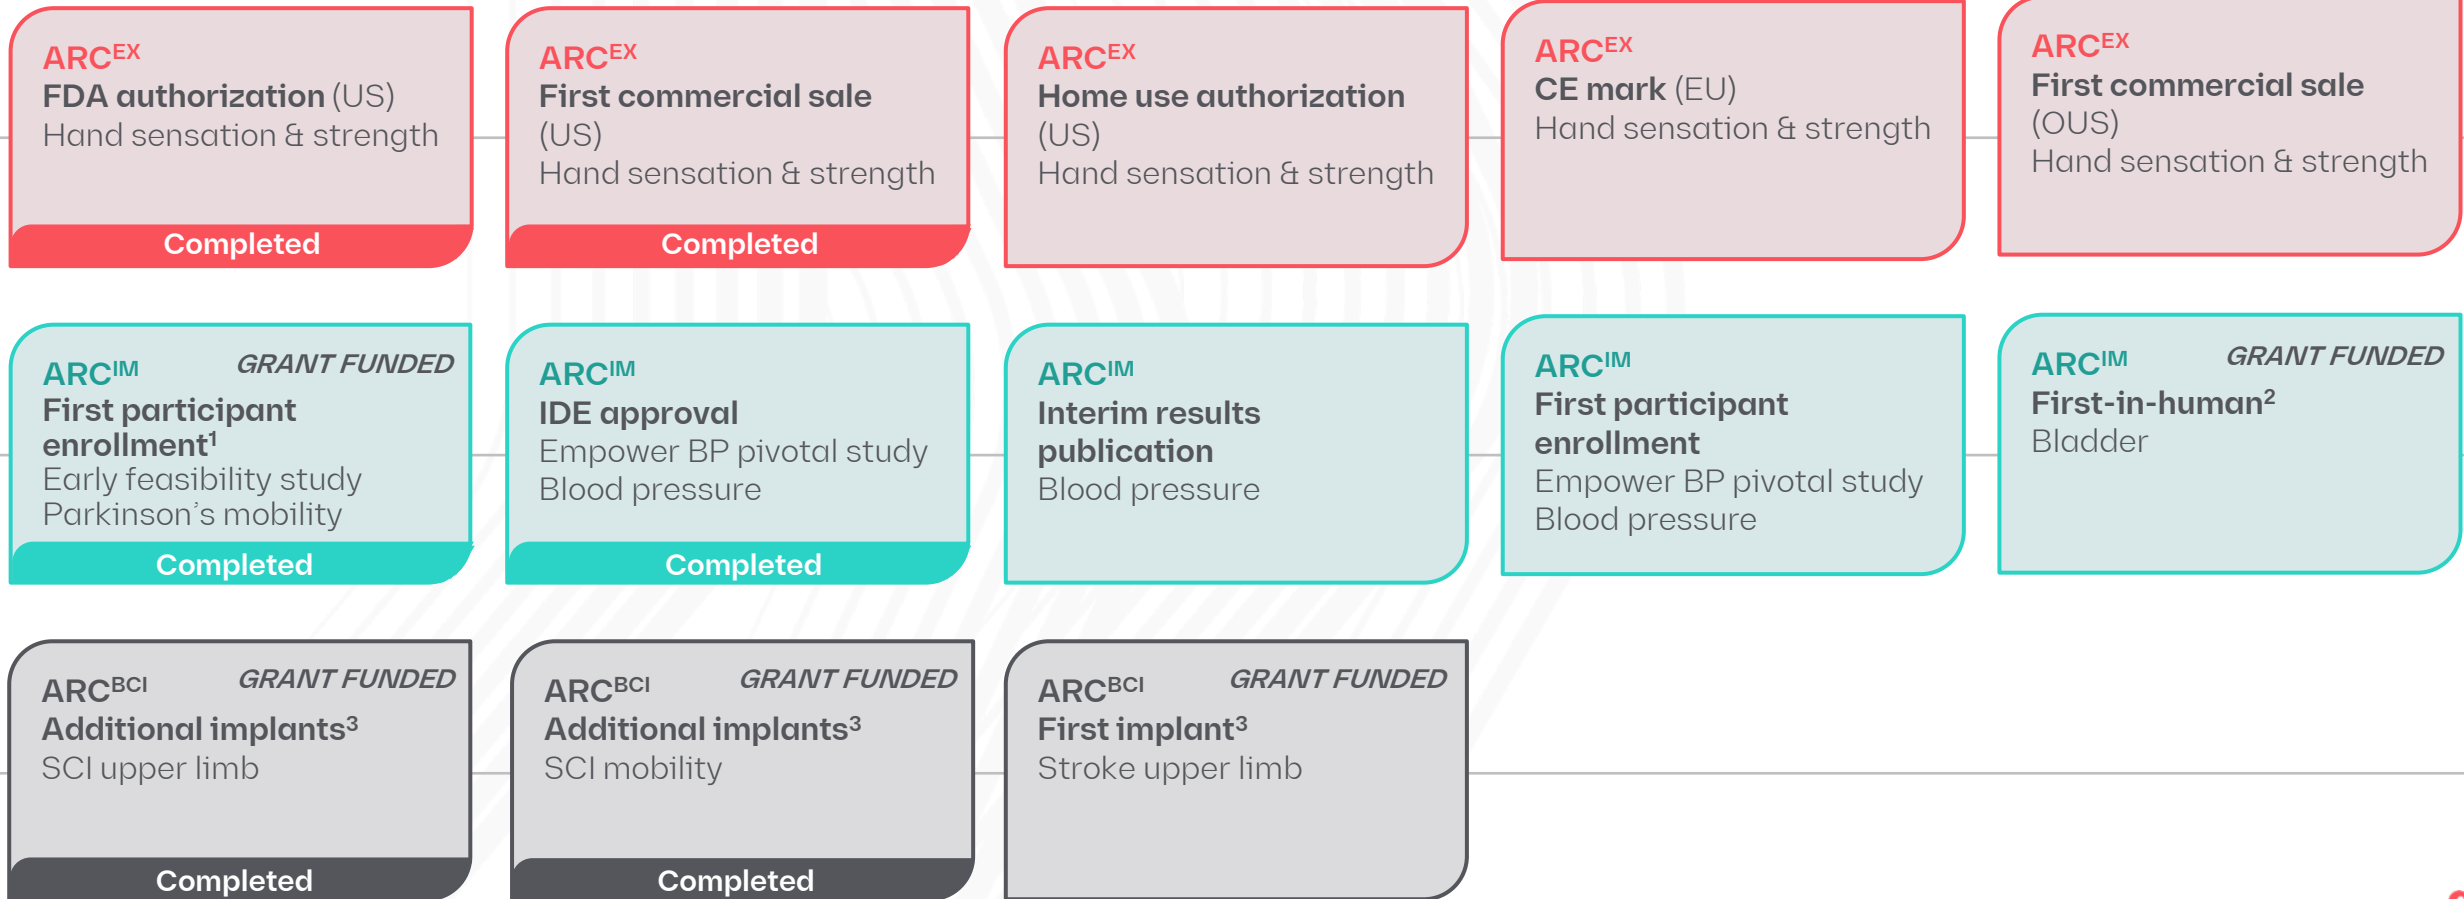 ARCEX
FDA authorization (US)
Hand sensation & strength
Completed
ARCEX
First commercial sale
(US)
Hand sensation & strength
Completed
ARCEX
Home use authorization
(US)
Hand sensation & strength
ARCEX
CE mark (EU)
Hand sensation & strength
ARCEX
First commercial sale
(OUS)
Hand sensation & strength
ARCIM GRANT FUNDED
First participant
enrollment¹
Early feasibility study
Parkinson’s mobility
Completed
ARCIM
IDE approval
Empower BP pivotal study
Blood pressure
Completed
ARCIM
Interim results
publication
Blood pressure
ARCIM
First participant
enrollment
Empower BP pivotal study
Blood pressure
ARCIM GRANT FUNDED
First-in-human²
Bladder
ARCBCI GRANT FUNDED
Additional implants³
SCI upper limb
Completed
ARCBCI GRANT FUNDED
Additional implants³
SCI mobility
Completed
ARCBCI GRANT FUNDED
First implant³
Stroke upper limb